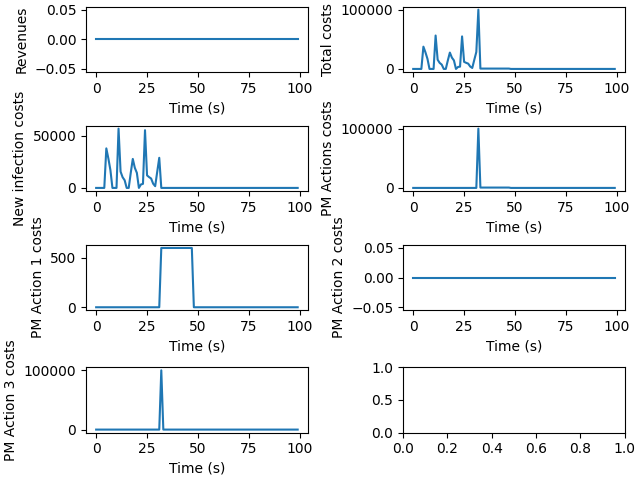 Revenues
0.05
0.00
−0.05
0 25 50 75 100
Time (s)
Total costs
100000
0
0 25 50 75 100
Time (s)
New infection costs
50000
0
0 25 50 75 100
Time (s)
PM Actions costs
100000
0
0 25 50 75 100
Time (s)
PM Action 1 costs
500
0
0 25 50 75 100
Time (s)
PM Action 2 costs
0.05
0.00
−0.05
0 25 50 75 100
Time (s)
PM Action 3 costs
100000
0
0 25 50 75 100
Time (s)
1.0
0.5
0.0
0.0 0.2 0.4 0.6 0.8 1.0